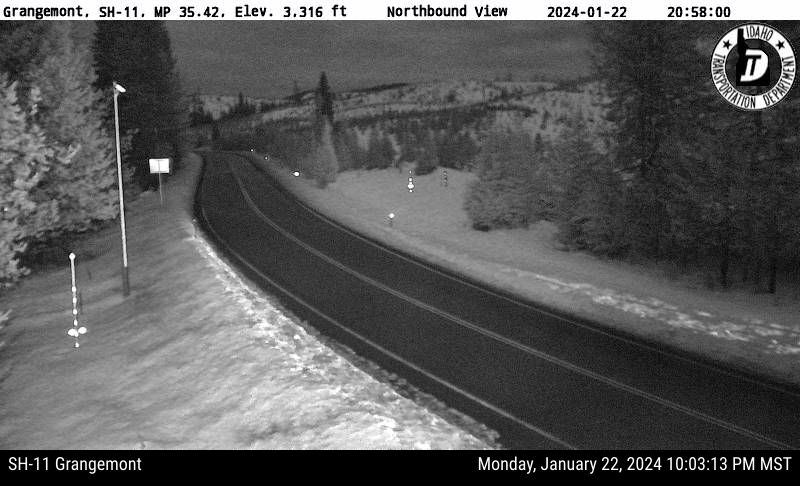 Grangemont, SH-11, MP 35.42, Elev. 3,316 ft Northbound View 2024-01-22 20:58:00
IDAHO
TRANSPORTATION DEPARTMENT
SH-11 Grangemont Monday, January 22, 2024 10:03:13 PM MST